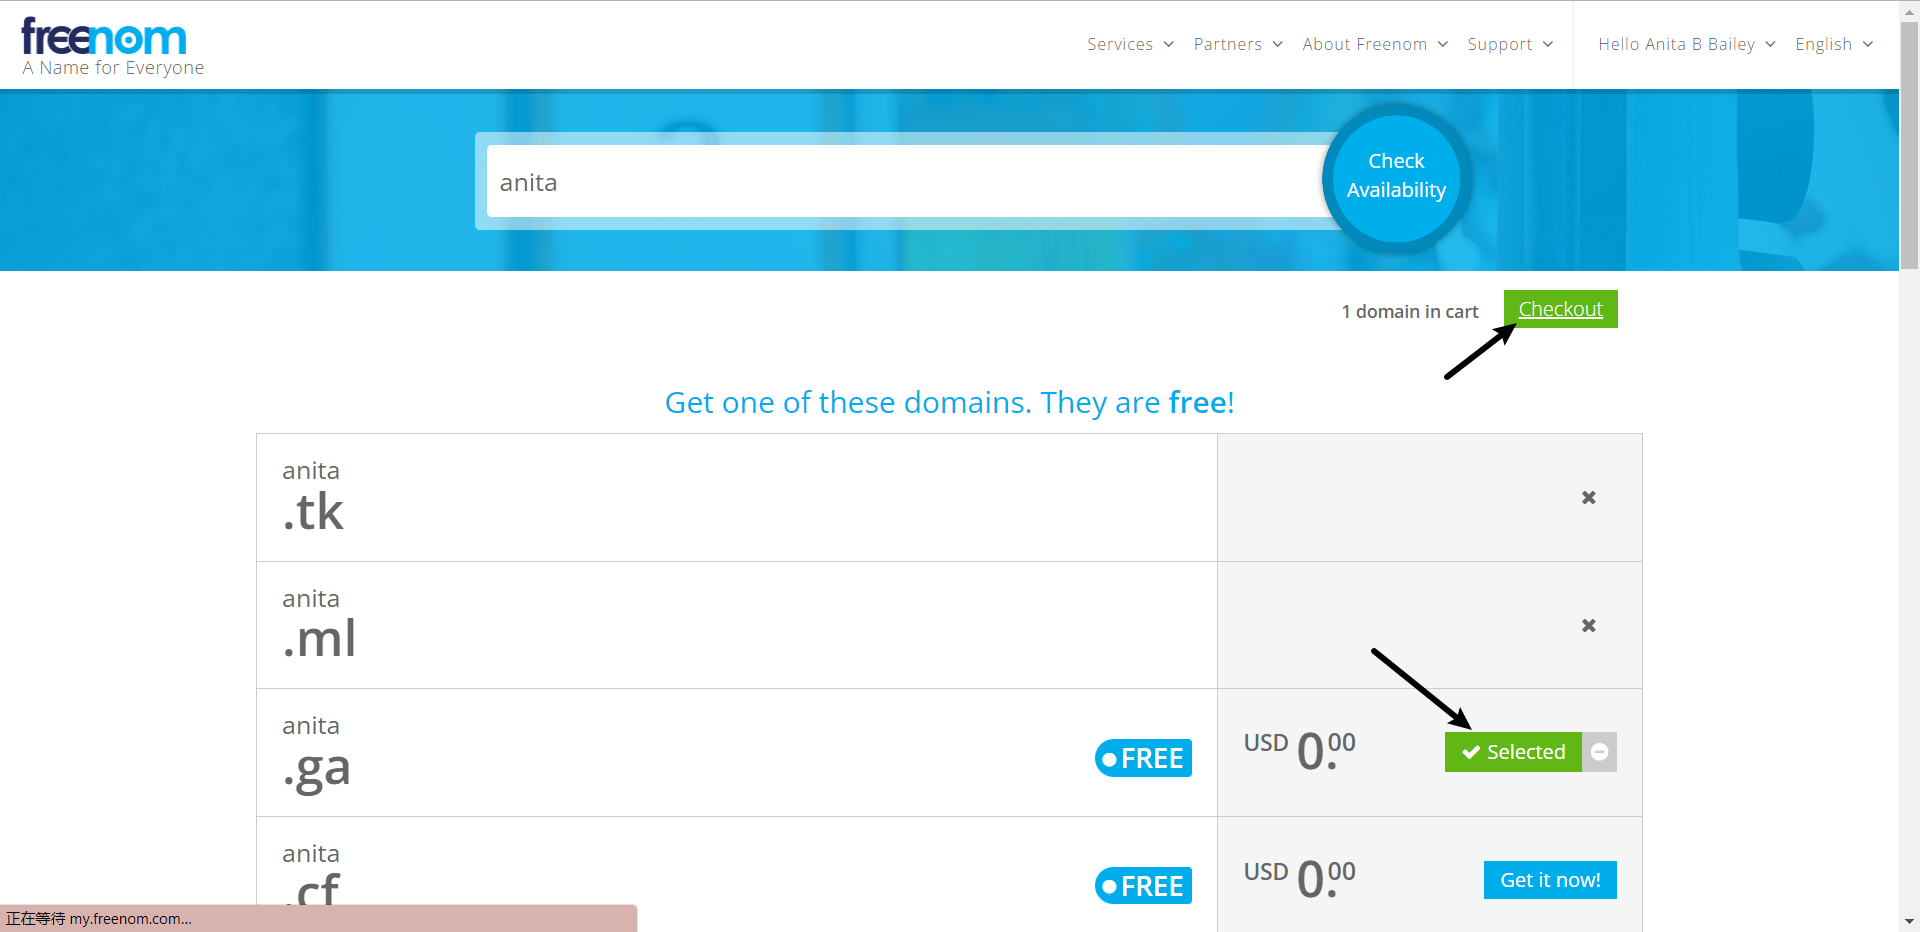 freenom
A Name for Everyone
Services Partners About Freenom Support Hello Anita B Bailey English
anita
Check
Availability
1 domain in cart Checkout
Get one of these domains. They are free!
anita
.tk
anita
.ml
anita
.ga
FREE
USD 0.00
Selected
anita
.cf
FREE
USD 0.00
Get it now!
正在等待 my.freenom.com...